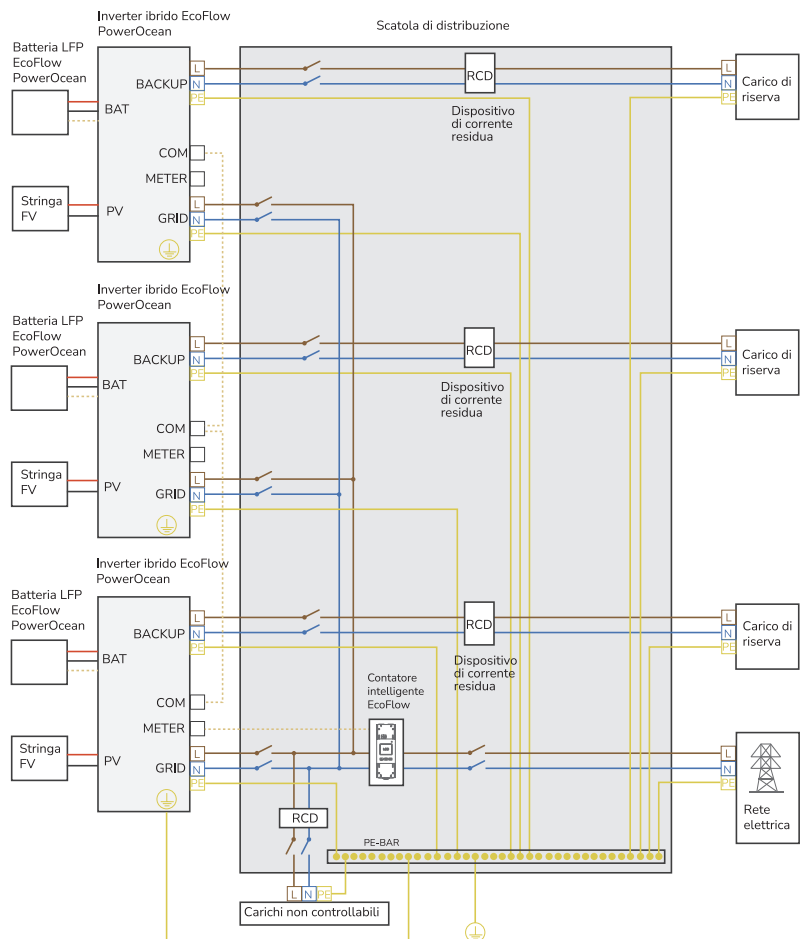 Inverter ibrido EcoFlow
PowerOcean
Scatola di distribuzione
Batteria LFP
EcoFlow
PowerOcean
BAT
BACKUP
L
N
PE
RCD
Dispositivo
di corrente
residua
L
N
PE
Carico di
riserva
COM
METER
Stringa
FV
PV
GRID
L
N
PE
Inverter ibrido EcoFlow
PowerOcean
Batteria LFP
EcoFlow
PowerOcean
BAT
BACKUP
L
N
PE
RCD
Dispositivo
di corrente
residua
L
N
PE
Carico di
riserva
COM
METER
Stringa
FV
PV
GRID
L
N
PE
Inverter ibrido EcoFlow
PowerOcean
Batteria LFP
EcoFlow
PowerOcean
BAT
BACKUP
L
N
PE
RCD
Dispositivo
di corrente
residua
L
N
PE
Carico di
riserva
COM
METER
Contatore
intelligente
EcoFlow
Stringa
FV
PV
GRID
L
N
PE
L
N
PE
Rete
elettrica
RCD
PE-BAR
L
N
PE
Carichi non controllabili